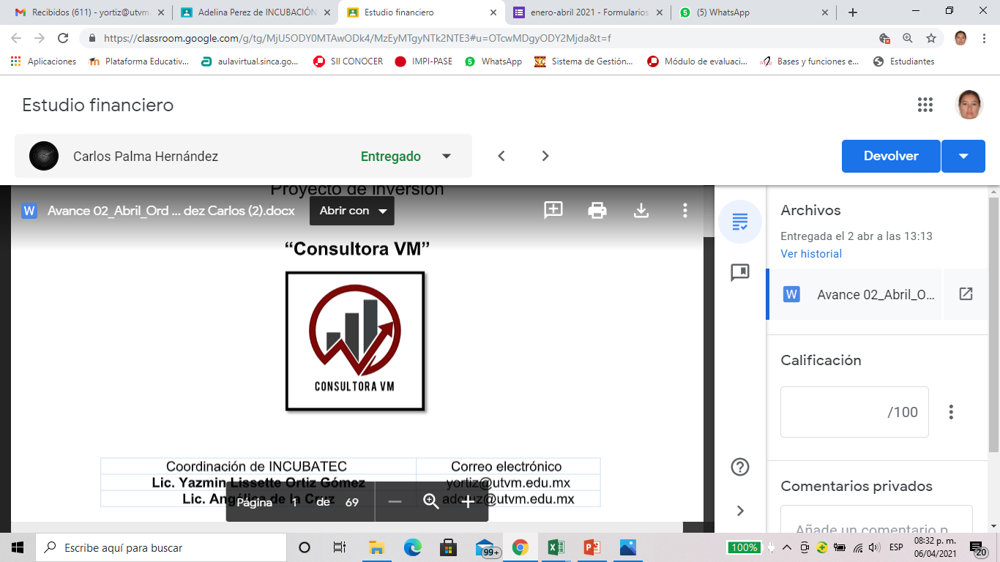 Recibidos (611) - yortiz@utvm.
Adelina Perez de INCUBACIÓN
Estudio financiero
enero-abril 2021 - Formularios
(5) WhatsApp
https://classroom.google.com/g/tg/MjU5ODY0MTAwODk4/MzEyMTgyNTk2NTE3#u=OTcwMDgyODY2Mjda&t=f
Aplicaciones
Plataforma Educativ...
aulavirtual.sinca.go...
SII CONOCER
IMPI-PASE
WhatsApp
Sistema de Gestión...
Módulo de evaluaci...
Bases y funciones e...
Estudiantes
Estudio financiero
Carlos Palma Hernández
Entregado
Devolver
Proyecto de Inversión
Avance 02_Abril_Ord ... dez Carlos (2).docx
Abrir con
“Consultora VM”
CONSULTORA VM
Coordinación de INCUBATEC
Correo electrónico
Lic. Yazmin Lissette Ortiz Gómez
yortiz@utvm.edu.mx
Lic. Angélica de la Cruz
adcruz@utvm.edu.mx
Página 1 de 69
Archivos
Entregada el 2 abr a las 13:13
Ver historial
Avance 02_Abril_O...
Calificación
/100
Comentarios privados
Añade un comentario p
Escribe aquí para buscar
99+
100%
ESP
08:32 p. m.
06/04/2021
20